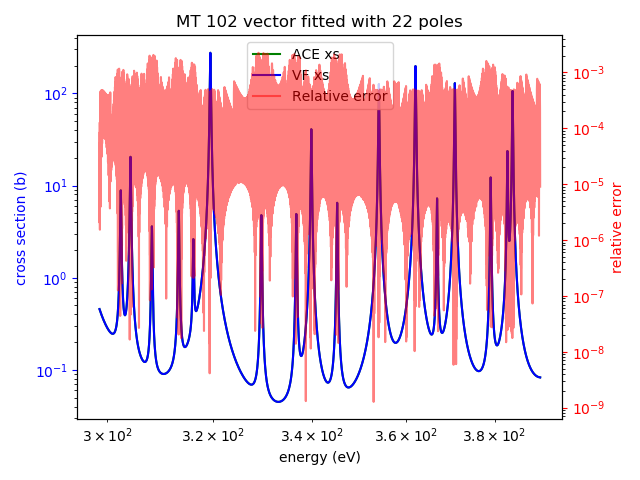 MT 102 vector fitted with 22 poles
ACE xs
VF xs
Relative error
cross section (b)
10²
10¹
10⁰
10⁻¹
relative error
10⁻³
10⁻⁴
10⁻⁵
10⁻⁶
10⁻⁷
10⁻⁸
10⁻⁹
3 × 10² 3.2 × 10² 3.4 × 10² 3.6 × 10² 3.8 × 10²
energy (eV)